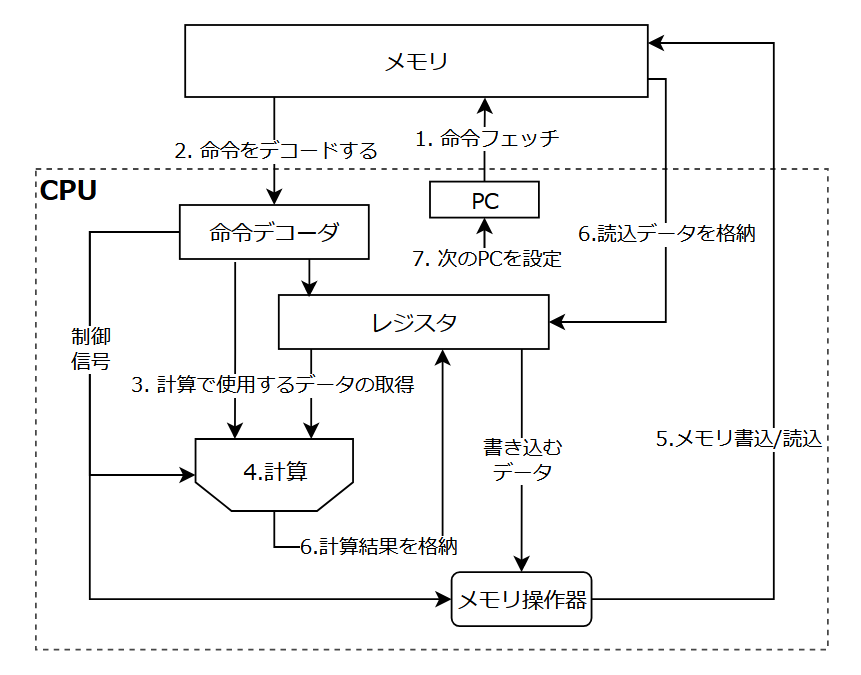 メモリ
1. 命令フェッチ
2. 命令をデコードする
CPU
PC
命令デコーダ
7. 次のPCを設定
6.読込データを格納
レジスタ
制御
信号
3. 計算で使用するデータの取得
4.計算
書き込む
データ
5.メモリ書込/読込
6.計算結果を格納
メモリ操作器